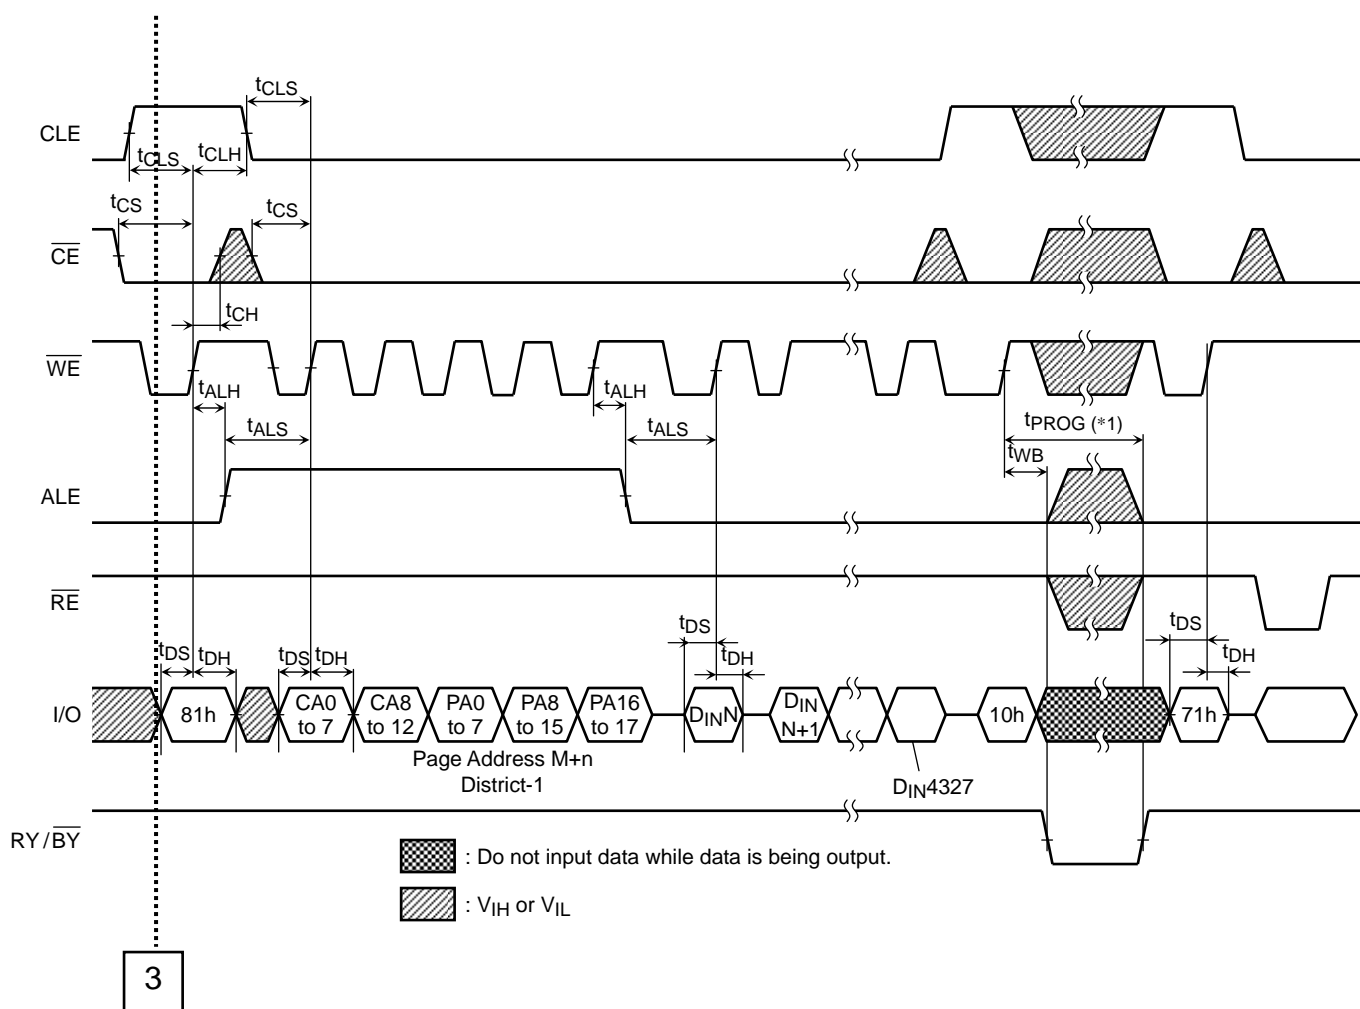 tCLS
CLE
tCLS
tCLH
tCS
tCS
CE
tCH
WE
tALH
tALH
tALS
tALS
tPROG (*1)
tWB
ALE
RE
tDS
tDH
tDS
tDH
tDS
tDH
tDS
tDH
I/O
81h
CA0 to 7
CA8 to 12
PA0 to 7
PA8 to 15
PA16 to 17
DINN
DIN N+1
10h
71h
Page Address M+n
District-1
DIN4327
RY/BY
: Do not input data while data is being output.
: VIH or VIL
3